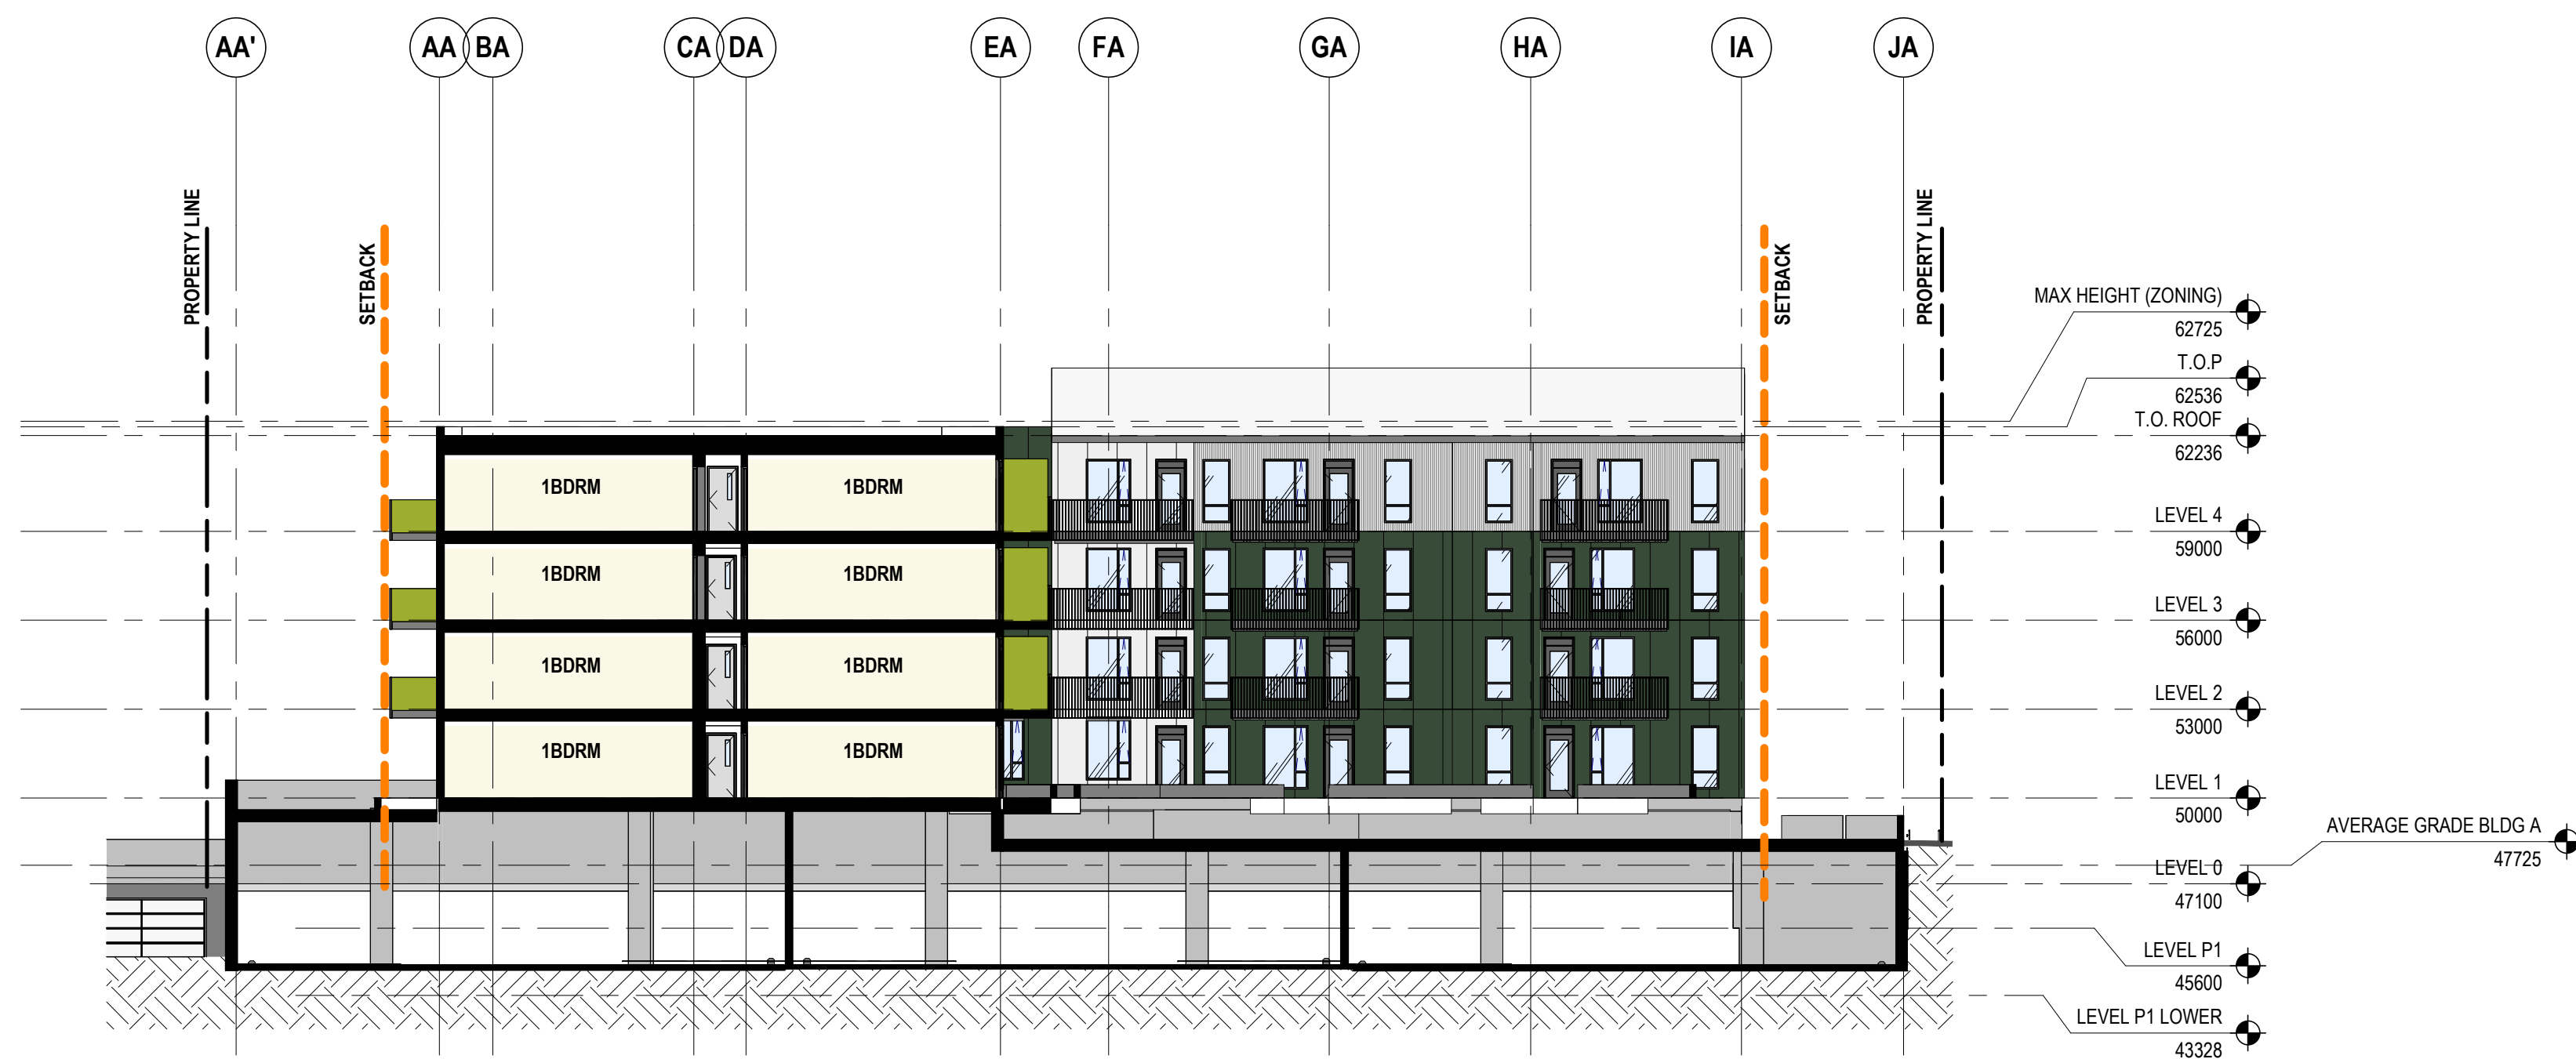 AA'
AA
BA
CA
DA
EA
FA
GA
HA
IA
JA
PROPERTY LINE
SETBACK
SETBACK
PROPERTY LINE
MAX HEIGHT (ZONING)
62725
T.O.P
62536
T.O. ROOF
62236
1BDRM
1BDRM
LEVEL 4
59000
1BDRM
1BDRM
LEVEL 3
56000
1BDRM
1BDRM
LEVEL 2
53000
1BDRM
1BDRM
LEVEL 1
50000
AVERAGE GRADE BLDG A
47725
LEVEL 0
47100
LEVEL P1
45600
LEVEL P1 LOWER
43328